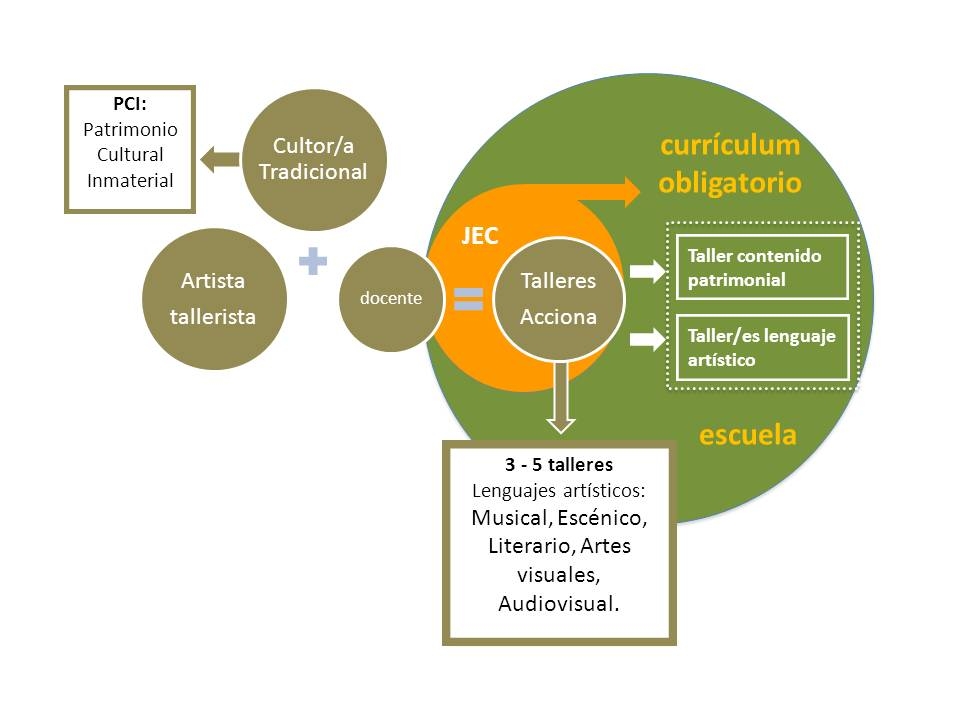 PCI:
Patrimonio
Cultural
Inmaterial
Cultor/a
Tradicional
Artista
tallerista
docente
JEC
Talleres
Acciona
currículum
obligatorio
Taller contenido
patrimonial
Taller/es lenguaje
artístico
escuela
3 - 5 talleres
Lenguajes artísticos:
Musical, Escénico,
Literario, Artes
visuales,
Audiovisual.